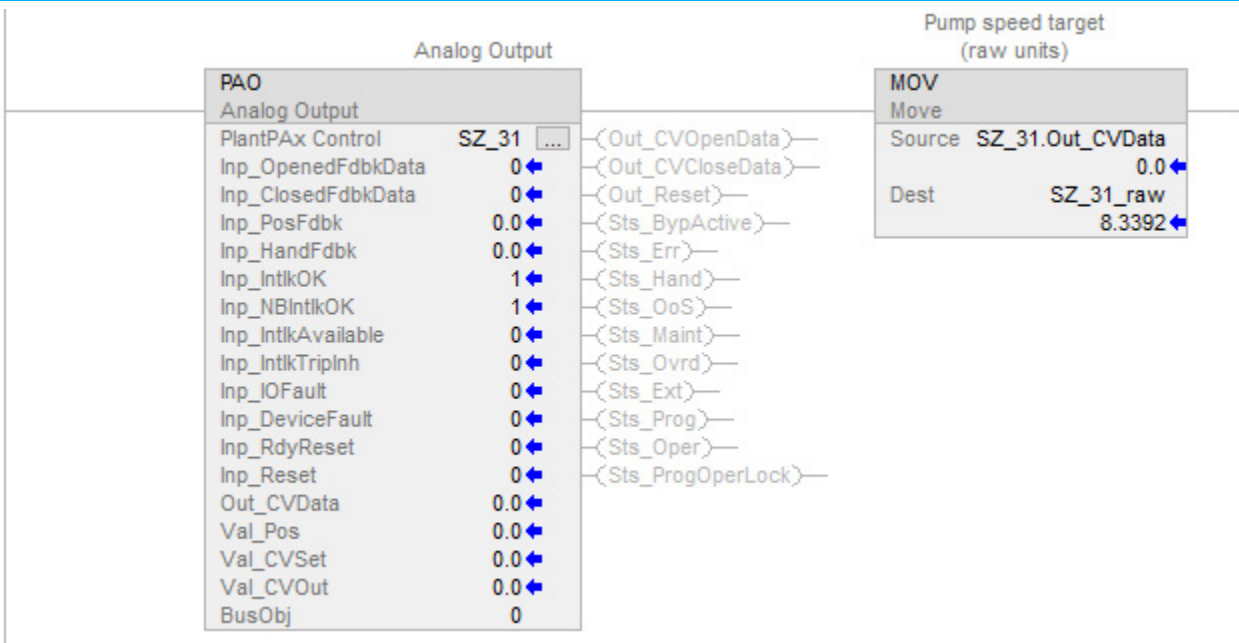 Analog Output
PAO
Analog Output
PlantPAx Control SZ_31 ...
Inp_OpenedFdbkData 0
Inp_ClosedFdbkData 0
Inp_PosFdbk 0.0
Inp_HandFdbk 0.0
Inp_IntlkOK 1
Inp_NBIntlkOK 1
Inp_IntlkAvailable 0
Inp_IntlkTripInh 0
Inp_IOFault 0
Inp_DeviceFault 0
Inp_RdyReset 0
Inp_Reset 0
Out_CVData 0.0
Val_Pos 0.0
Val_CVSet 0.0
Val_CVOut 0.0
BusObj 0
(Out_CVOpenData)
(Out_CVCloseData)
(Out_Reset)
(Sts_BypActive)
(Sts_Err)
(Sts_Hand)
(Sts_OoS)
(Sts_Maint)
(Sts_Ovrd)
(Sts_Ext)
(Sts_Prog)
(Sts_Oper)
(Sts_ProgOperLock)
Pump speed target
(raw units)
MOV
Move
Source SZ_31.Out_CVData
0.0
Dest SZ_31_raw
8.3392